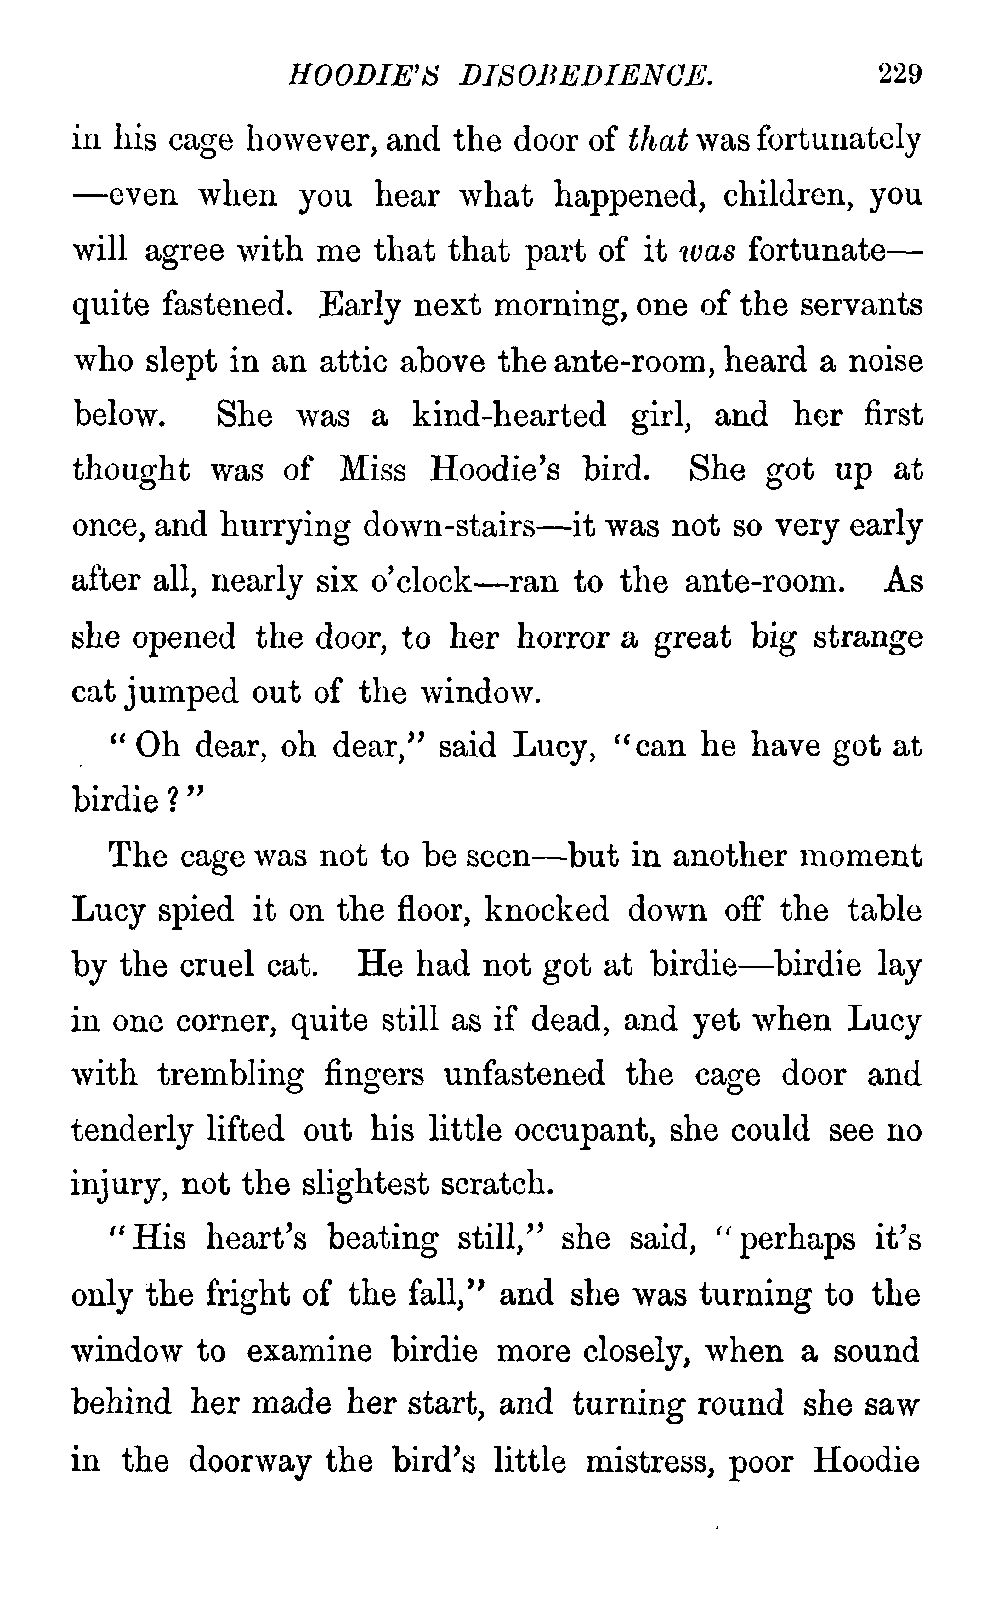 HOODIE'S DISOBEDIENCE. 229
in his cage however, and the door of that was fortunately
—even when you hear what happened, children, you
will agree with me that that part of it was fortunate—
quite fastened. Early next morning, one of the servants
who slept in an attic above the ante-room, heard a noise
below. She was a kind-hearted girl, and her first
thought was of Miss Hoodie's bird. She got up at
once, and hurrying down-stairs—it was not so very early
after all, nearly six o'clock—ran to the ante-room. As
she opened the door, to her horror a great big strange
cat jumped out of the window.
"Oh dear, oh dear," said Lucy, "can he have got at
birdie?"
The cage was not to be seen—but in another moment
Lucy spied it on the floor, knocked down off the table
by the cruel cat. He had not got at birdie—birdie lay
in one corner, quite still as if dead, and yet when Lucy
with trembling fingers unfastened the cage door and
tenderly lifted out his little occupant, she could see no
injury, not the slightest scratch.
"His heart's beating still," she said, "perhaps it's
only the fright of the fall," and she was turning to the
window to examine birdie more closely, when a sound
behind her made her start, and turning round she saw
in the doorway the bird's little mistress, poor Hoodie